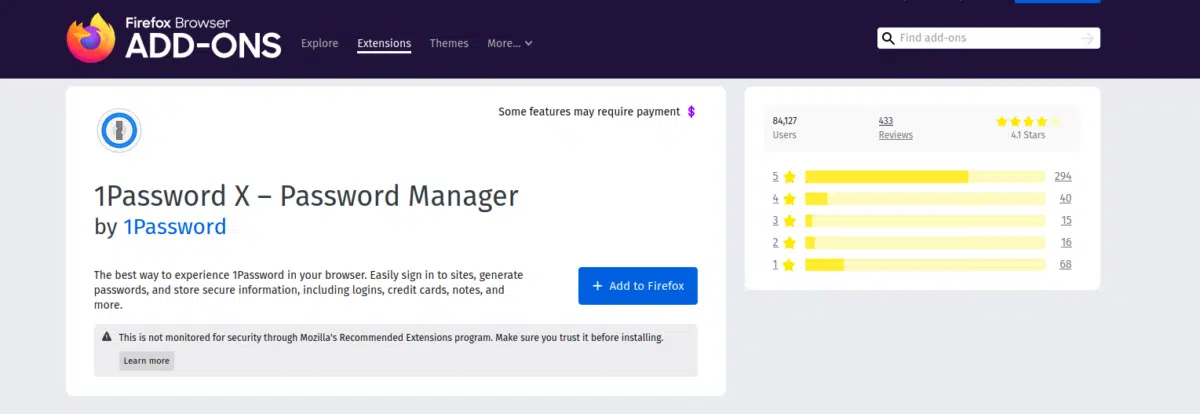 Firefox Browser
ADD-ONS
Explore
Extensions
Themes
More...
Find add-ons
Some features may require payment $
1Password X – Password Manager
by 1Password
The best way to experience 1Password in your browser. Easily sign in to sites, generate
passwords, and store secure information, including logins, credit cards, notes, and
more.
+ Add to Firefox
This is not monitored for security through Mozilla's Recommended Extensions program. Make sure you trust it before installing.
Learn more
84,127
Users
433
Reviews
4.1 Stars
5 294
4 40
3 15
2 16
1 68